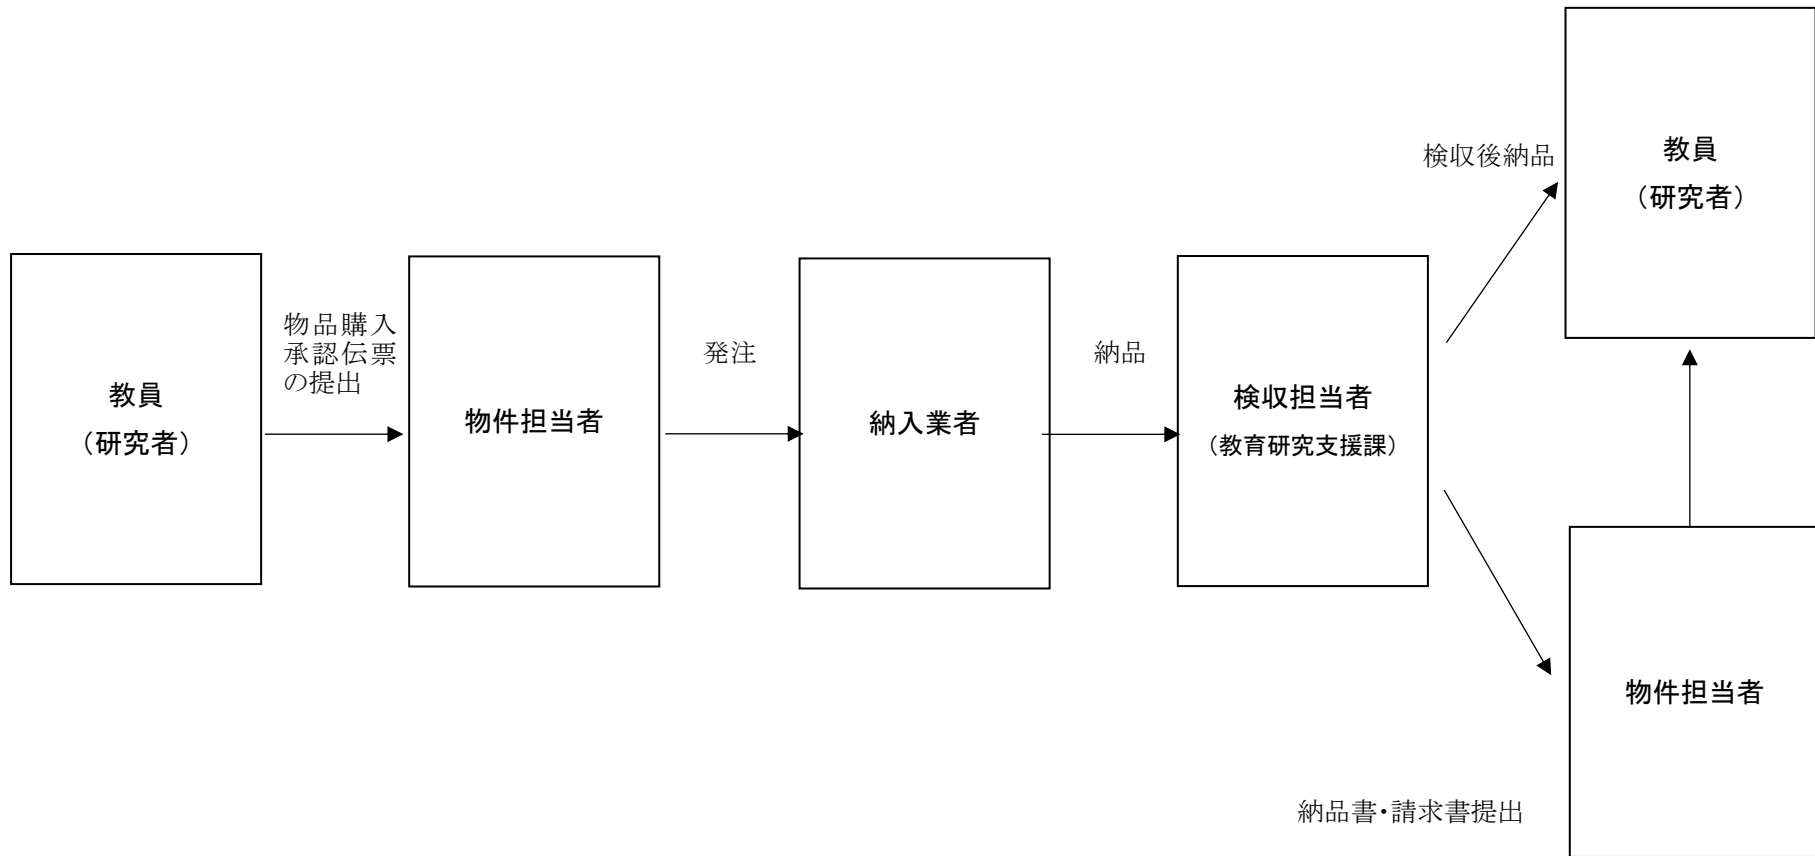 教員
（研究者）
物品購入
承認伝票
の提出
物件担当者
発注
納入業者
納品
検収担当者
（教育研究支援課）
検収後納品
教員
（研究者）
物件担当者
納品書･請求書提出